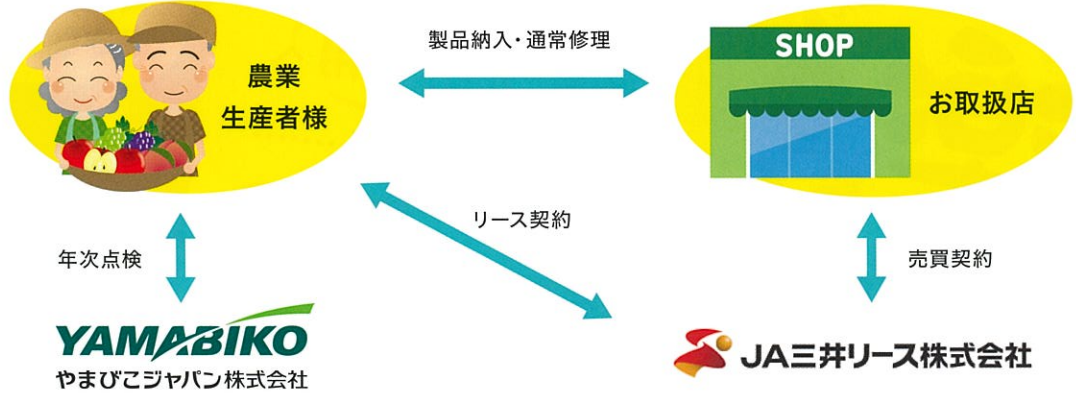 製品納入・通常修理
SHOP
農業
生産者様
お取扱店
リース契約
年次点検
売買契約
YAMABIKO
やまびこジャパン株式会社
JA三井リース株式会社